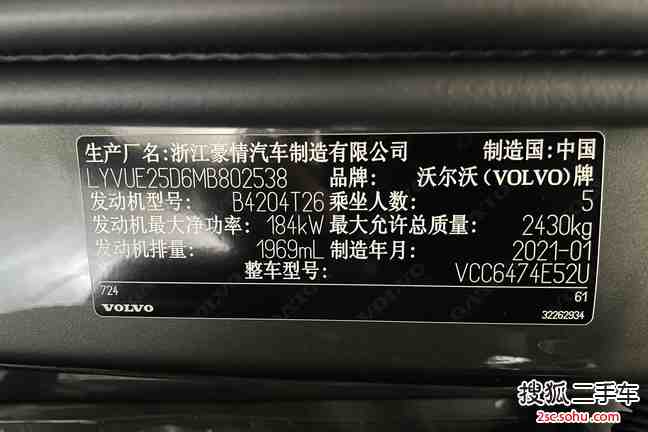 生产厂名:浙江豪情汽车制造有限公司 制造国:中国
LYVUE25D6MB802538 品牌: 沃尔沃(VOLVO)牌
发动机型号: B4204T26 乘坐人数: 5
发动机最大净功率: 184kW 最大允许总质量: 2430kg
发动机排量: 1969mL 制造年月: 2021-01
整车型号: VCC6474E52U
724 61
VOLVO 32262934
搜狐二手车
2sc.sohu.com